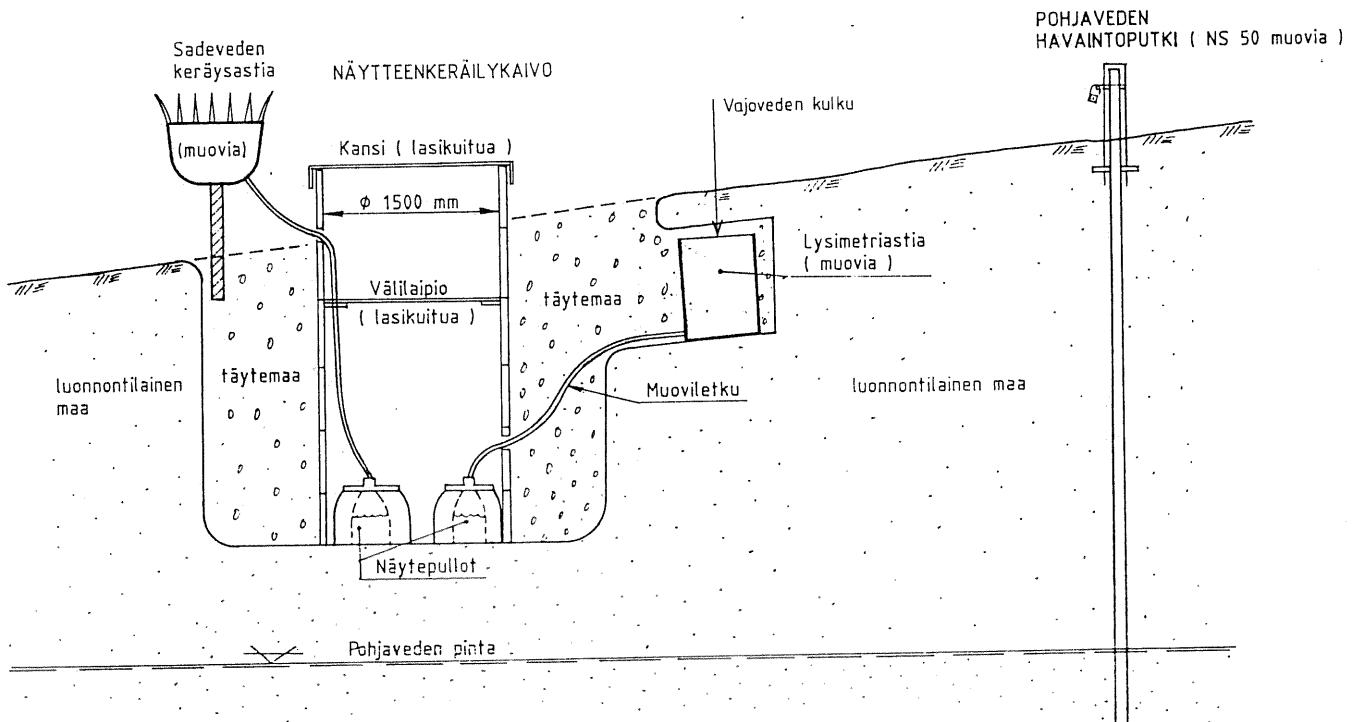 POHJAVEDEN
HAVAINTOPUTKI ( NS 50 muovia )
Sadeveden
keräysastia
NÄYTTEENKERÄILYKAIVO
Vajoveden kulku
(muovia)
Kansi ( lasikuitua )
ϕ 1500 mm
Lysimetriastia
( muovia )
Välilaipio
( lasikuitua )
täytemaa
täytemaa
luonnontilainen
maa
Muoviletku
luonnontilainen maa
Näytepullot
Pohjaveden pinta